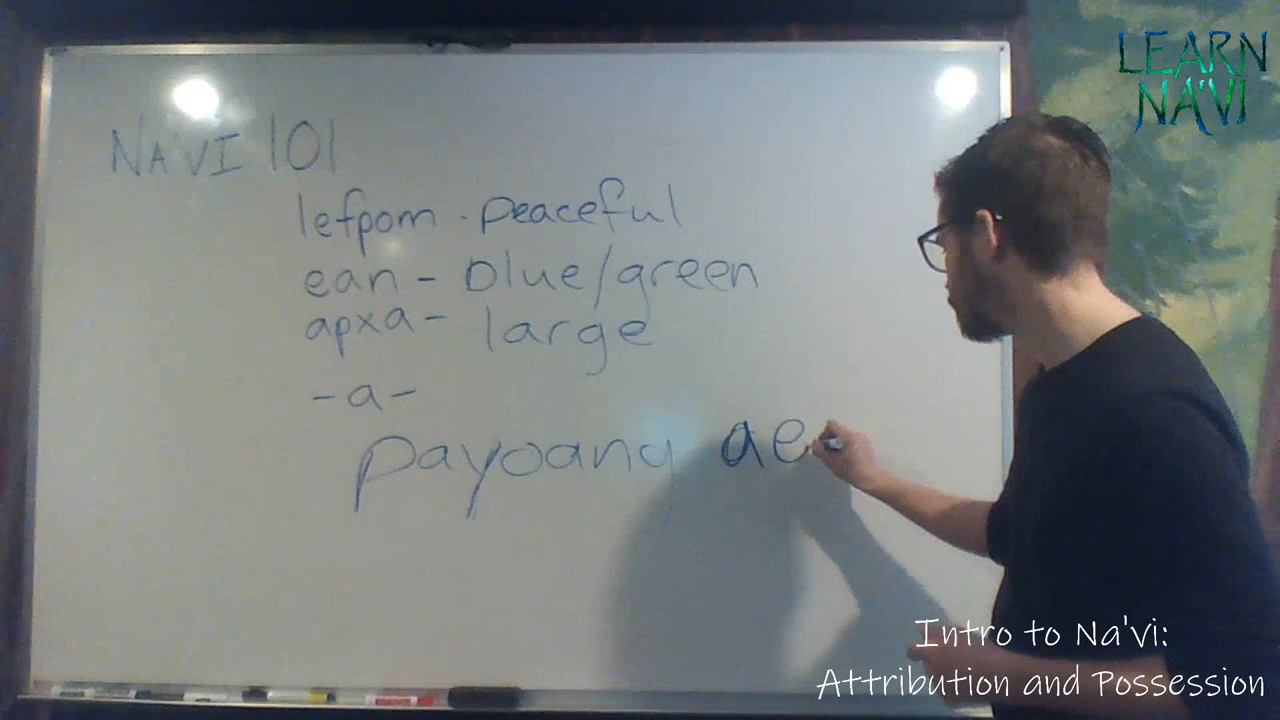 LEARN
NA'VI
NA'VI 101
lefpom - peaceful
ean - blue/green
apxa - large
-a-
payoang ae
Intro to Na'vi:
Attribution and Possession